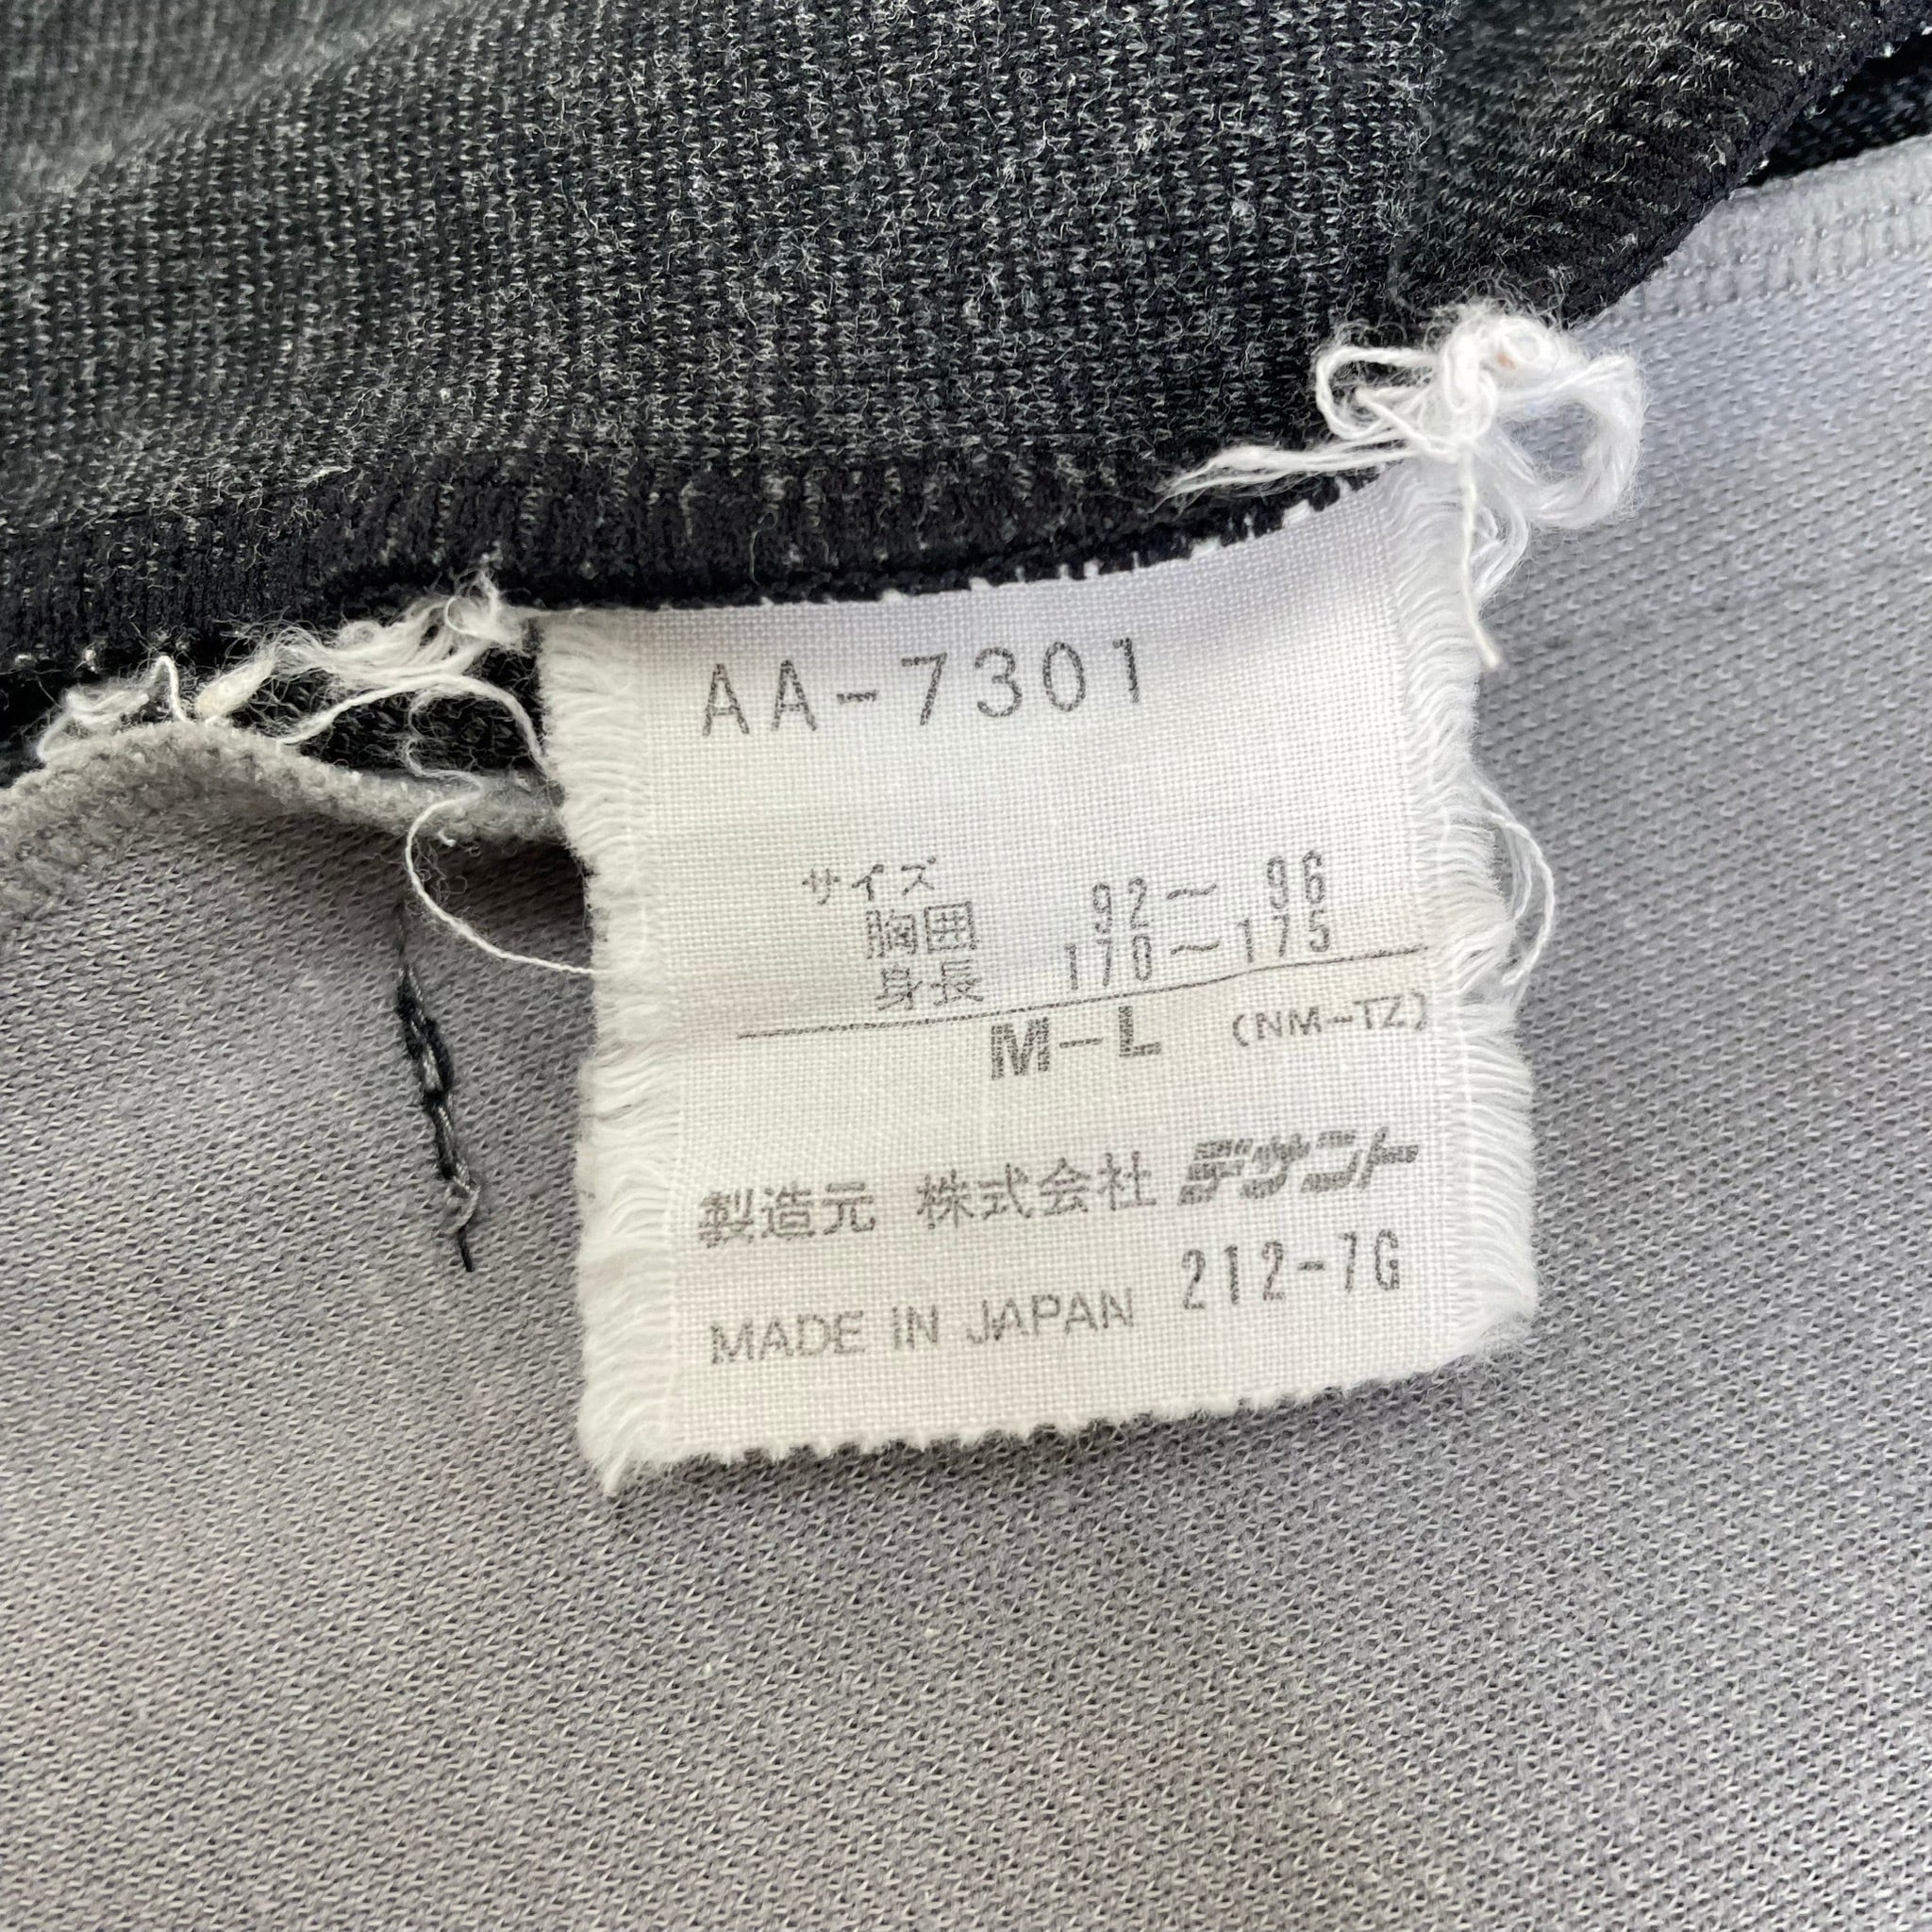 AA-7301
サイズ
胸囲 92～ 96
身長 170～175
M-L (NM-TZ)
製造元 株式会社 デサント
MADE IN JAPAN 212-7G